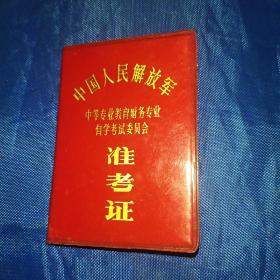 中国人民解放军
中等专业教育财务专业
自学考试委员会
准考证